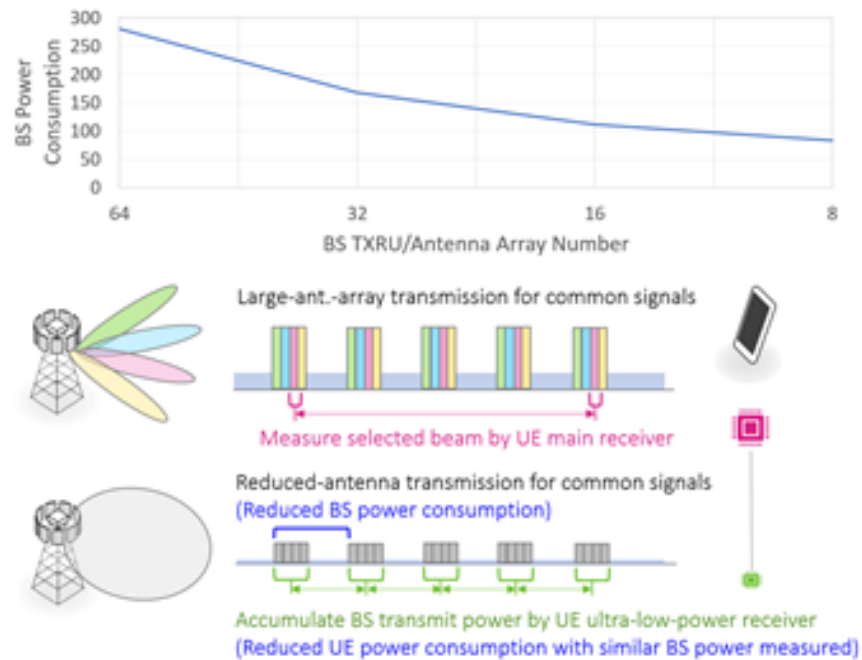 300
250
200
150
100
50
0
BS Power
Consumption
64 32 16 8
BS TXRU/Antenna Array Number
Large-ant.-array transmission for common signals
Measure selected beam by UE main receiver
Reduced-antenna transmission for common signals
(Reduced BS power consumption)
Accumulate BS transmit power by UE ultra-low-power receiver
(Reduced UE power consumption with similar BS power measured)